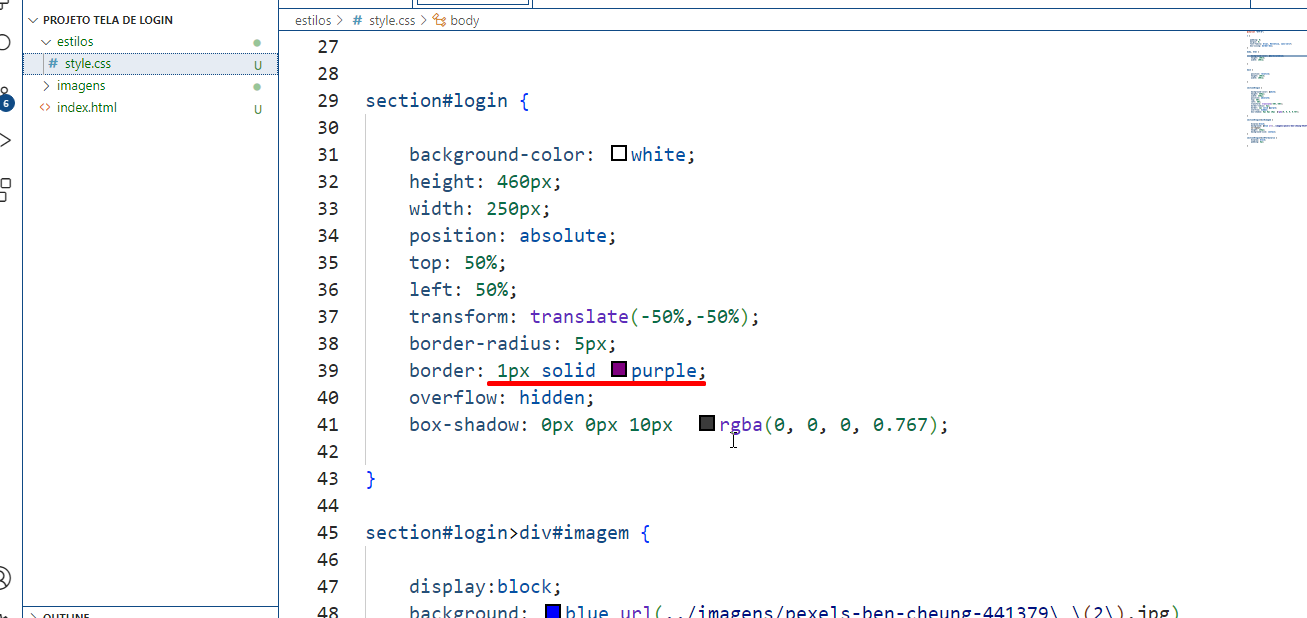 PROJETO TELA DE LOGIN
estilos
# style.css U
imagens
<> index.html U
6
OUTLINE
estilos > # style.css > body
27
28
29 section#login {
30
31 background-color: white;
32 height: 460px;
33 width: 250px;
34 position: absolute;
35 top: 50%;
36 left: 50%;
37 transform: translate(-50%,-50%);
38 border-radius: 5px;
39 border: 1px solid purple;
40 overflow: hidden;
41 box-shadow: 0px 0px 10px rgba(0, 0, 0, 0.767);
42
43 }
44
45 section#login>div#imagem {
46
47 display:block;
48 background: blue url(../imagens/pexels-ben-cheung-441379\ \(2\).jpg)